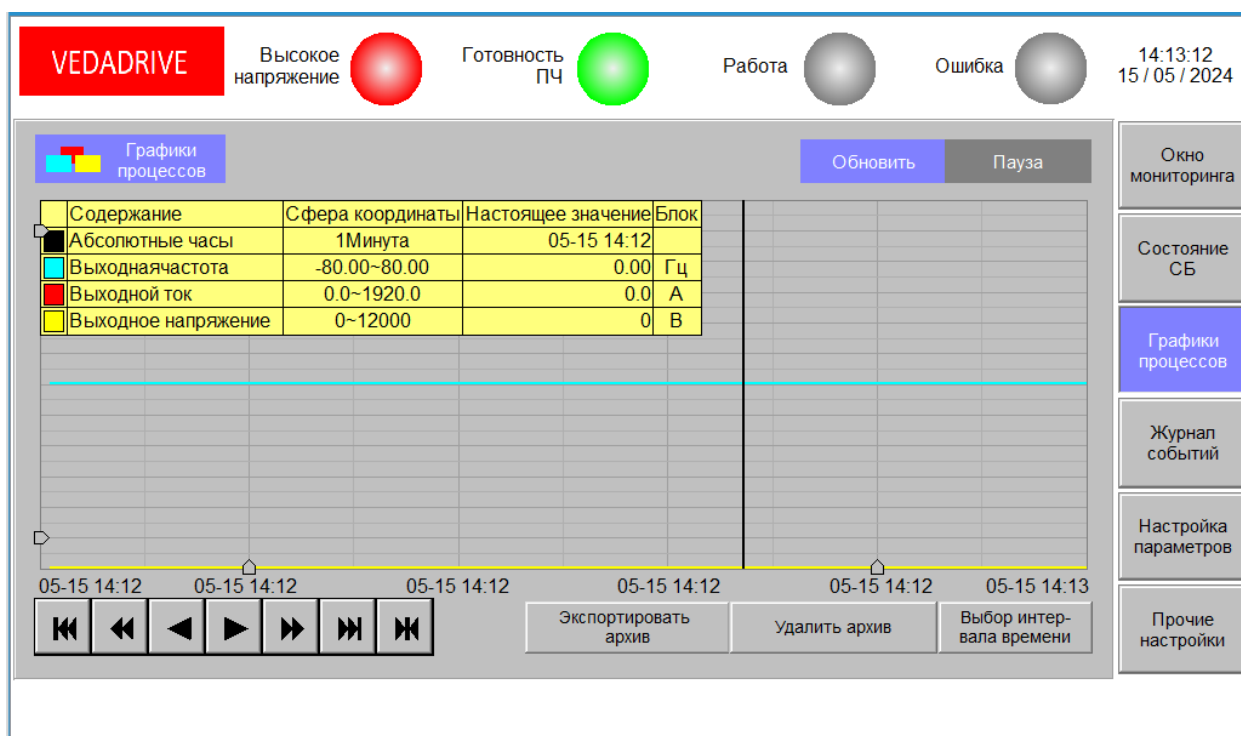 VEDADRIVE
Высокое
напряжение
Готовность
ПЧ
Работа
Ошибка
14:13:12
15 / 05 / 2024
Графики
процессов
Обновить
Пауза
Содержание Сфера координаты Настоящее значение Блок
Абсолютные часы 1Минута 05-15 14:12
Выходнаячастота -80.00~80.00 0.00 Гц
Выходной ток 0.0~1920.0 0.0 А
Выходное напряжение 0~12000 0 В
05-15 14:12 05-15 14:12 05-15 14:12 05-15 14:12 05-15 14:12 05-15 14:13
Экспортировать
архив
Удалить архив
Выбор интер-
вала времени
Окно
мониторинга
Состояние
СБ
Графики
процессов
Журнал
событий
Настройка
параметров
Прочие
настройки